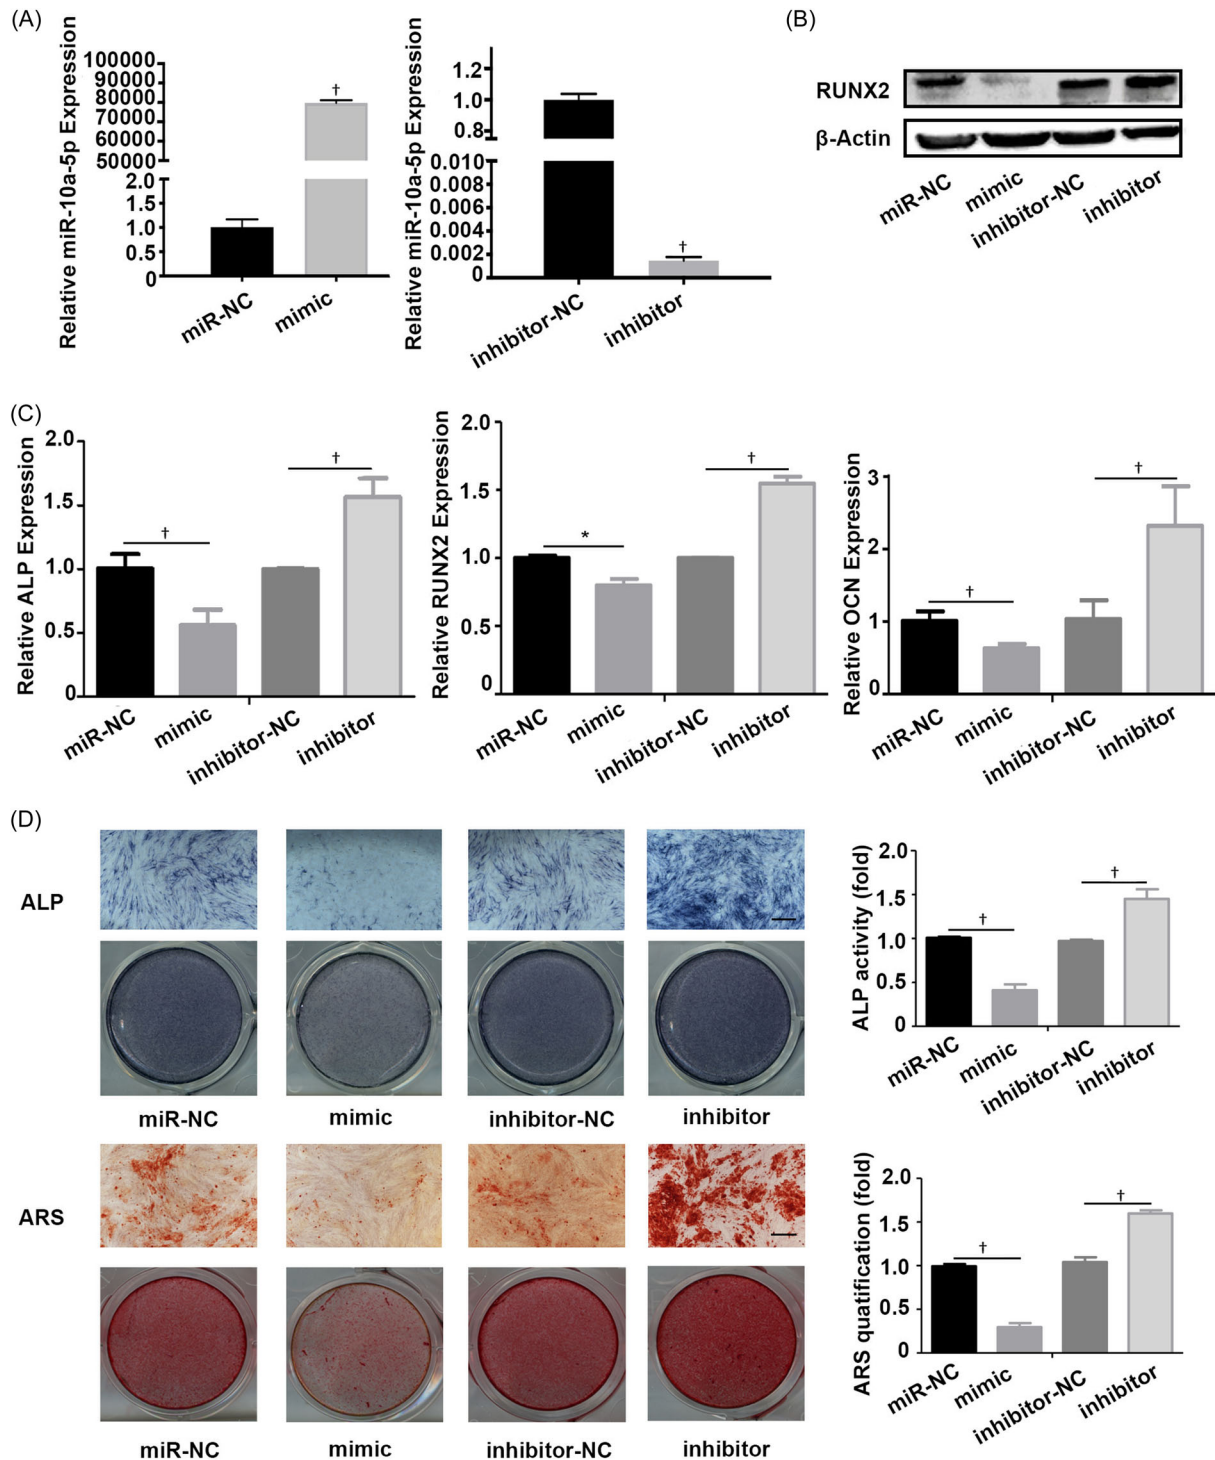 (A)
Relative miR-10a-5p Expression
100000
90000
80000
70000
60000
50000
2.0
1.0
0.5
0
†
miR-NC
mimic
Relative miR-10a-5p Expression
1.2
1.0
0.8
0.010
0.008
0.006
0.004
0.002
0
†
inhibitor-NC
inhibitor
(B)
RUNX2
β-Actin
miR-NC
mimic
inhibitor-NC
inhibitor
(C)
Relative ALP Expression
2.0
1.5
1.0
0.5
0
†
†
miR-NC
mimic
inhibitor-NC
inhibitor
Relative RUNX2 Expression
2.0
1.5
1.0
0.5
0
*
†
miR-NC
mimic
inhibitor-NC
inhibitor
Relative OCN Expression
3
2
1
0
†
†
miR-NC
mimic
inhibitor-NC
inhibitor
(D)
ALP
miR-NC
mimic
inhibitor-NC
inhibitor
ALP activity (fold)
2.0
1.5
1.0
0.5
0
†
†
miR-NC
mimic
inhibitor-NC
inhibitor
ARS
miR-NC
mimic
inhibitor-NC
inhibitor
ARS quatification (fold)
2.0
1.5
1.0
0.5
0
†
†
miR-NC
mimic
inhibitor-NC
inhibitor